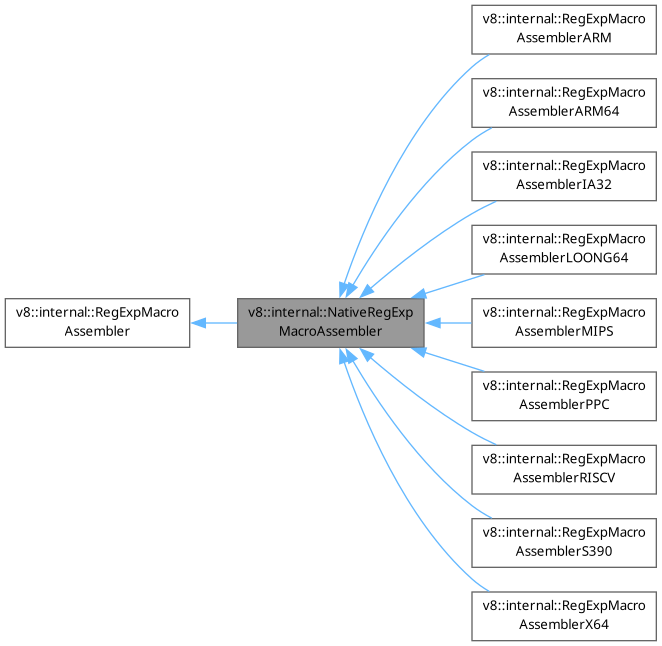 v8::internal::RegExpMacro
AssemblerARM
v8::internal::RegExpMacro
AssemblerARM64
v8::internal::RegExpMacro
AssemblerIA32
v8::internal::RegExpMacro
AssemblerLOONG64
v8::internal::RegExpMacro
Assembler
v8::internal::NativeRegExp
MacroAssembler
v8::internal::RegExpMacro
AssemblerMIPS
v8::internal::RegExpMacro
AssemblerPPC
v8::internal::RegExpMacro
AssemblerRISCV
v8::internal::RegExpMacro
AssemblerS390
v8::internal::RegExpMacro
AssemblerX64